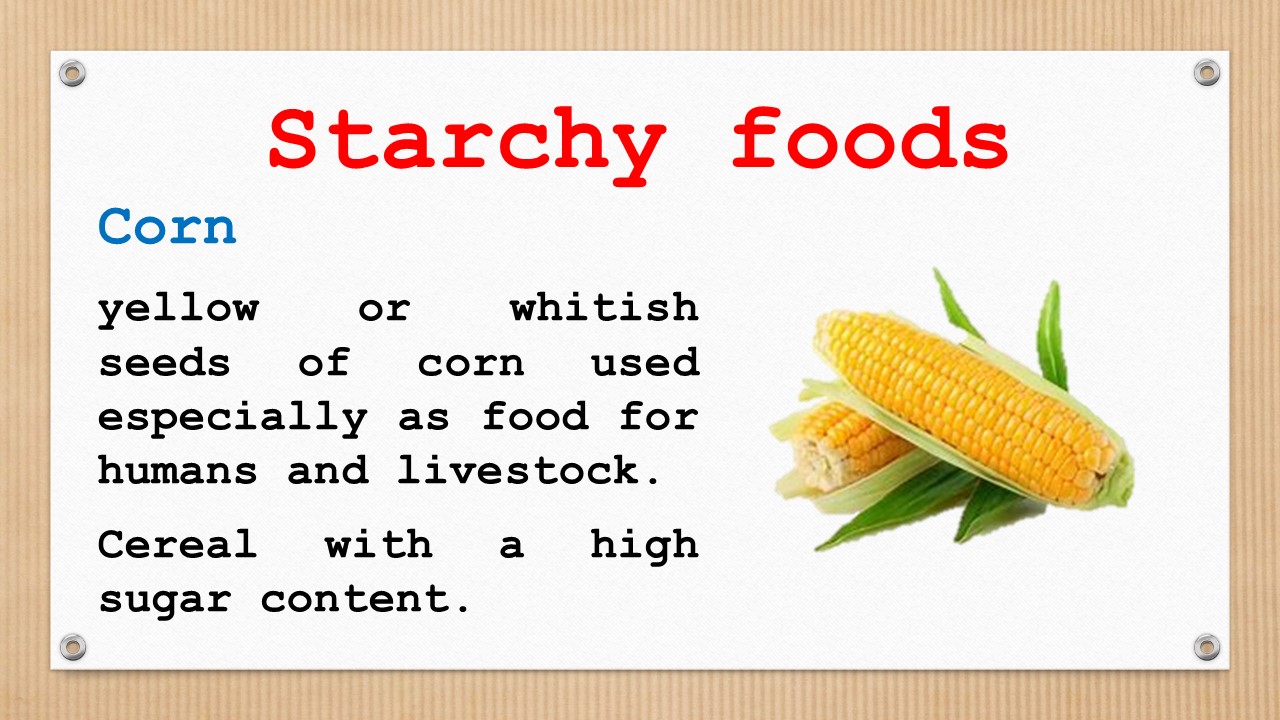 Starchy foods
Corn
yellow or whitish
seeds of corn used
especially as food for
humans and livestock.
Cereal with a high
sugar content.